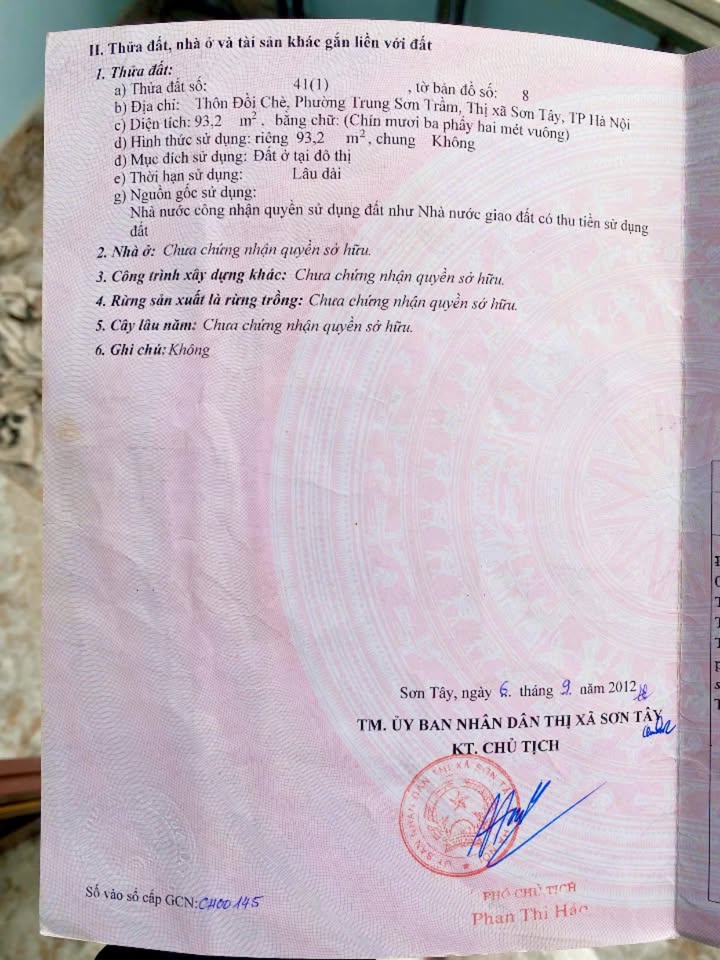 II. Thửa đất, nhà ở và tài sản khác gắn liền với đất
1. Thửa đất:
a) Thửa đất số: 41(1) , tờ bản đồ số: 8
b) Địa chỉ: Thôn Đồi Chè, Phường Trung Sơn Trầm, Thị xã Sơn Tây, TP Hà Nội
c) Diện tích: 93,2 m². bằng chữ: (Chín mươi ba phẩy hai mét vuông)
d) Hình thức sử dụng: riêng 93,2 m², chung Không
đ) Mục đích sử dụng: Đất ở tại đô thị
e) Thời hạn sử dụng: Lâu dài
g) Nguồn gốc sử dụng:
Nhà nước công nhận quyền sử dụng đất như Nhà nước giao đất có thu tiền sử dụng
đất
2. Nhà ở: Chưa chứng nhận quyền sở hữu.
3. Công trình xây dựng khác: Chưa chứng nhận quyền sở hữu.
4. Rừng sản xuất là rừng trồng: Chưa chứng nhận quyền sở hữu.
5. Cây lâu năm: Chưa chứng nhận quyền sở hữu.
6. Ghi chú: Không
Sơn Tây, ngày 6. tháng 9. năm 2012
TM. ỦY BAN NHÂN DÂN THỊ XÃ SƠN TÂY
KT. CHỦ TỊCH
PHÓ CHỦ TỊCH
Phan Thị Hảo
Số vào sổ cấp GCN: CH00145